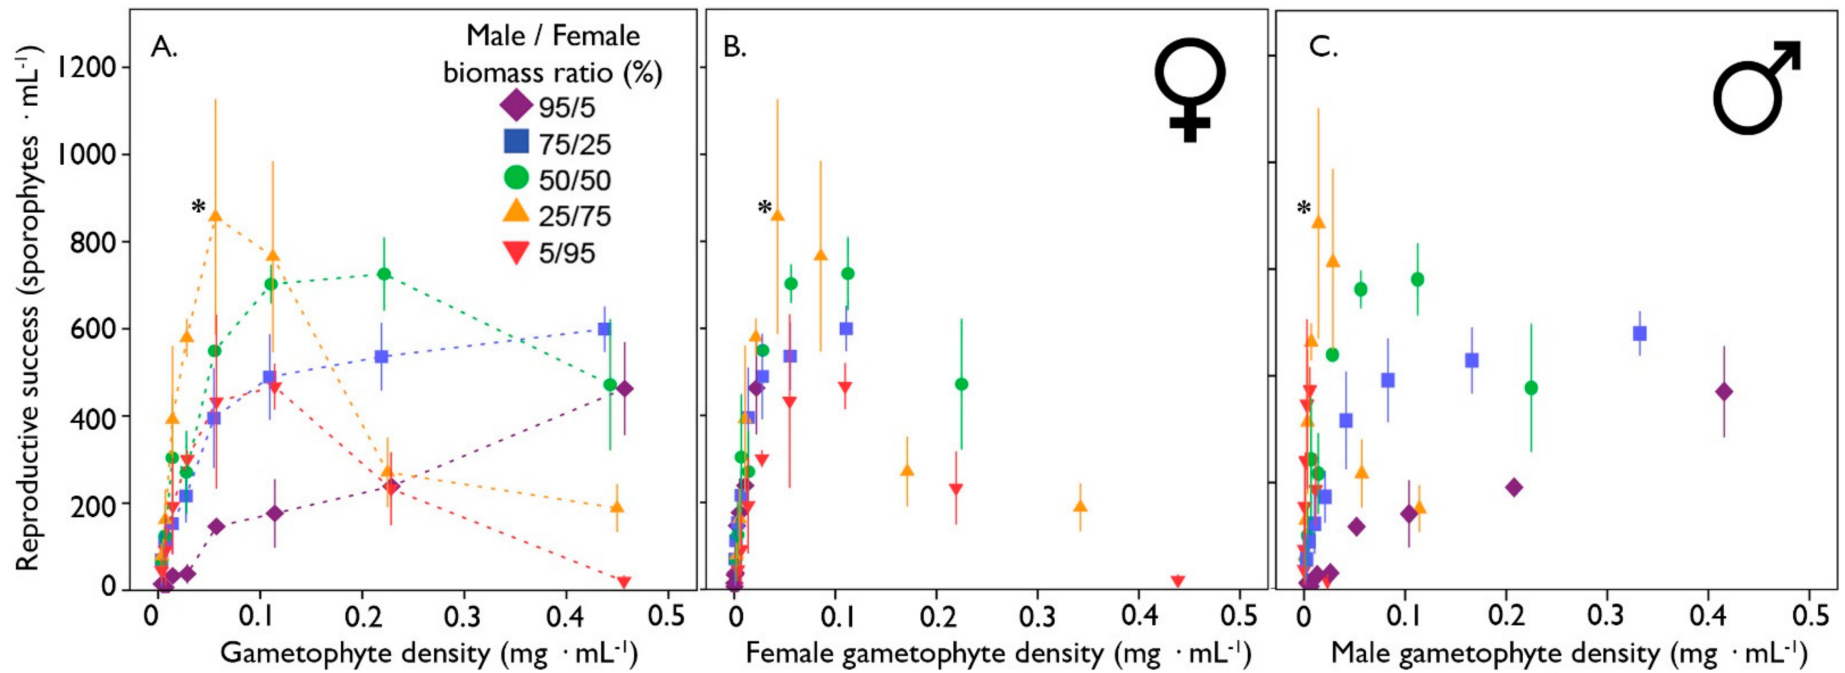 Reproductive success (sporophytes · mL⁻¹)
1200
1000
800
600
400
200
0
A.
*
Male / Female
biomass ratio (%)
95/5
75/25
50/50
25/75
5/95
0 0.1 0.2 0.3 0.4 0.5
Gametophyte density (mg · mL⁻¹)
B.
♀
*
0 0.1 0.2 0.3 0.4 0.5
Female gametophyte density (mg · mL⁻¹)
C.
♂
*
0 0.1 0.2 0.3 0.4 0.5
Male gametophyte density (mg · mL⁻¹)